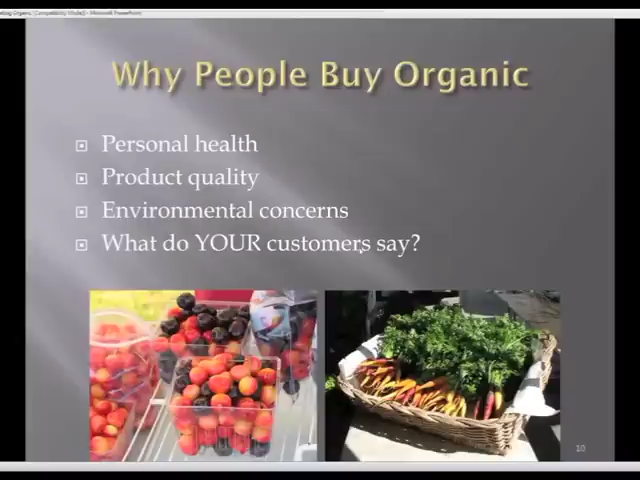 Why People Buy Organic
Personal health
Product quality
Environmental concerns
What do YOUR customers say?
10